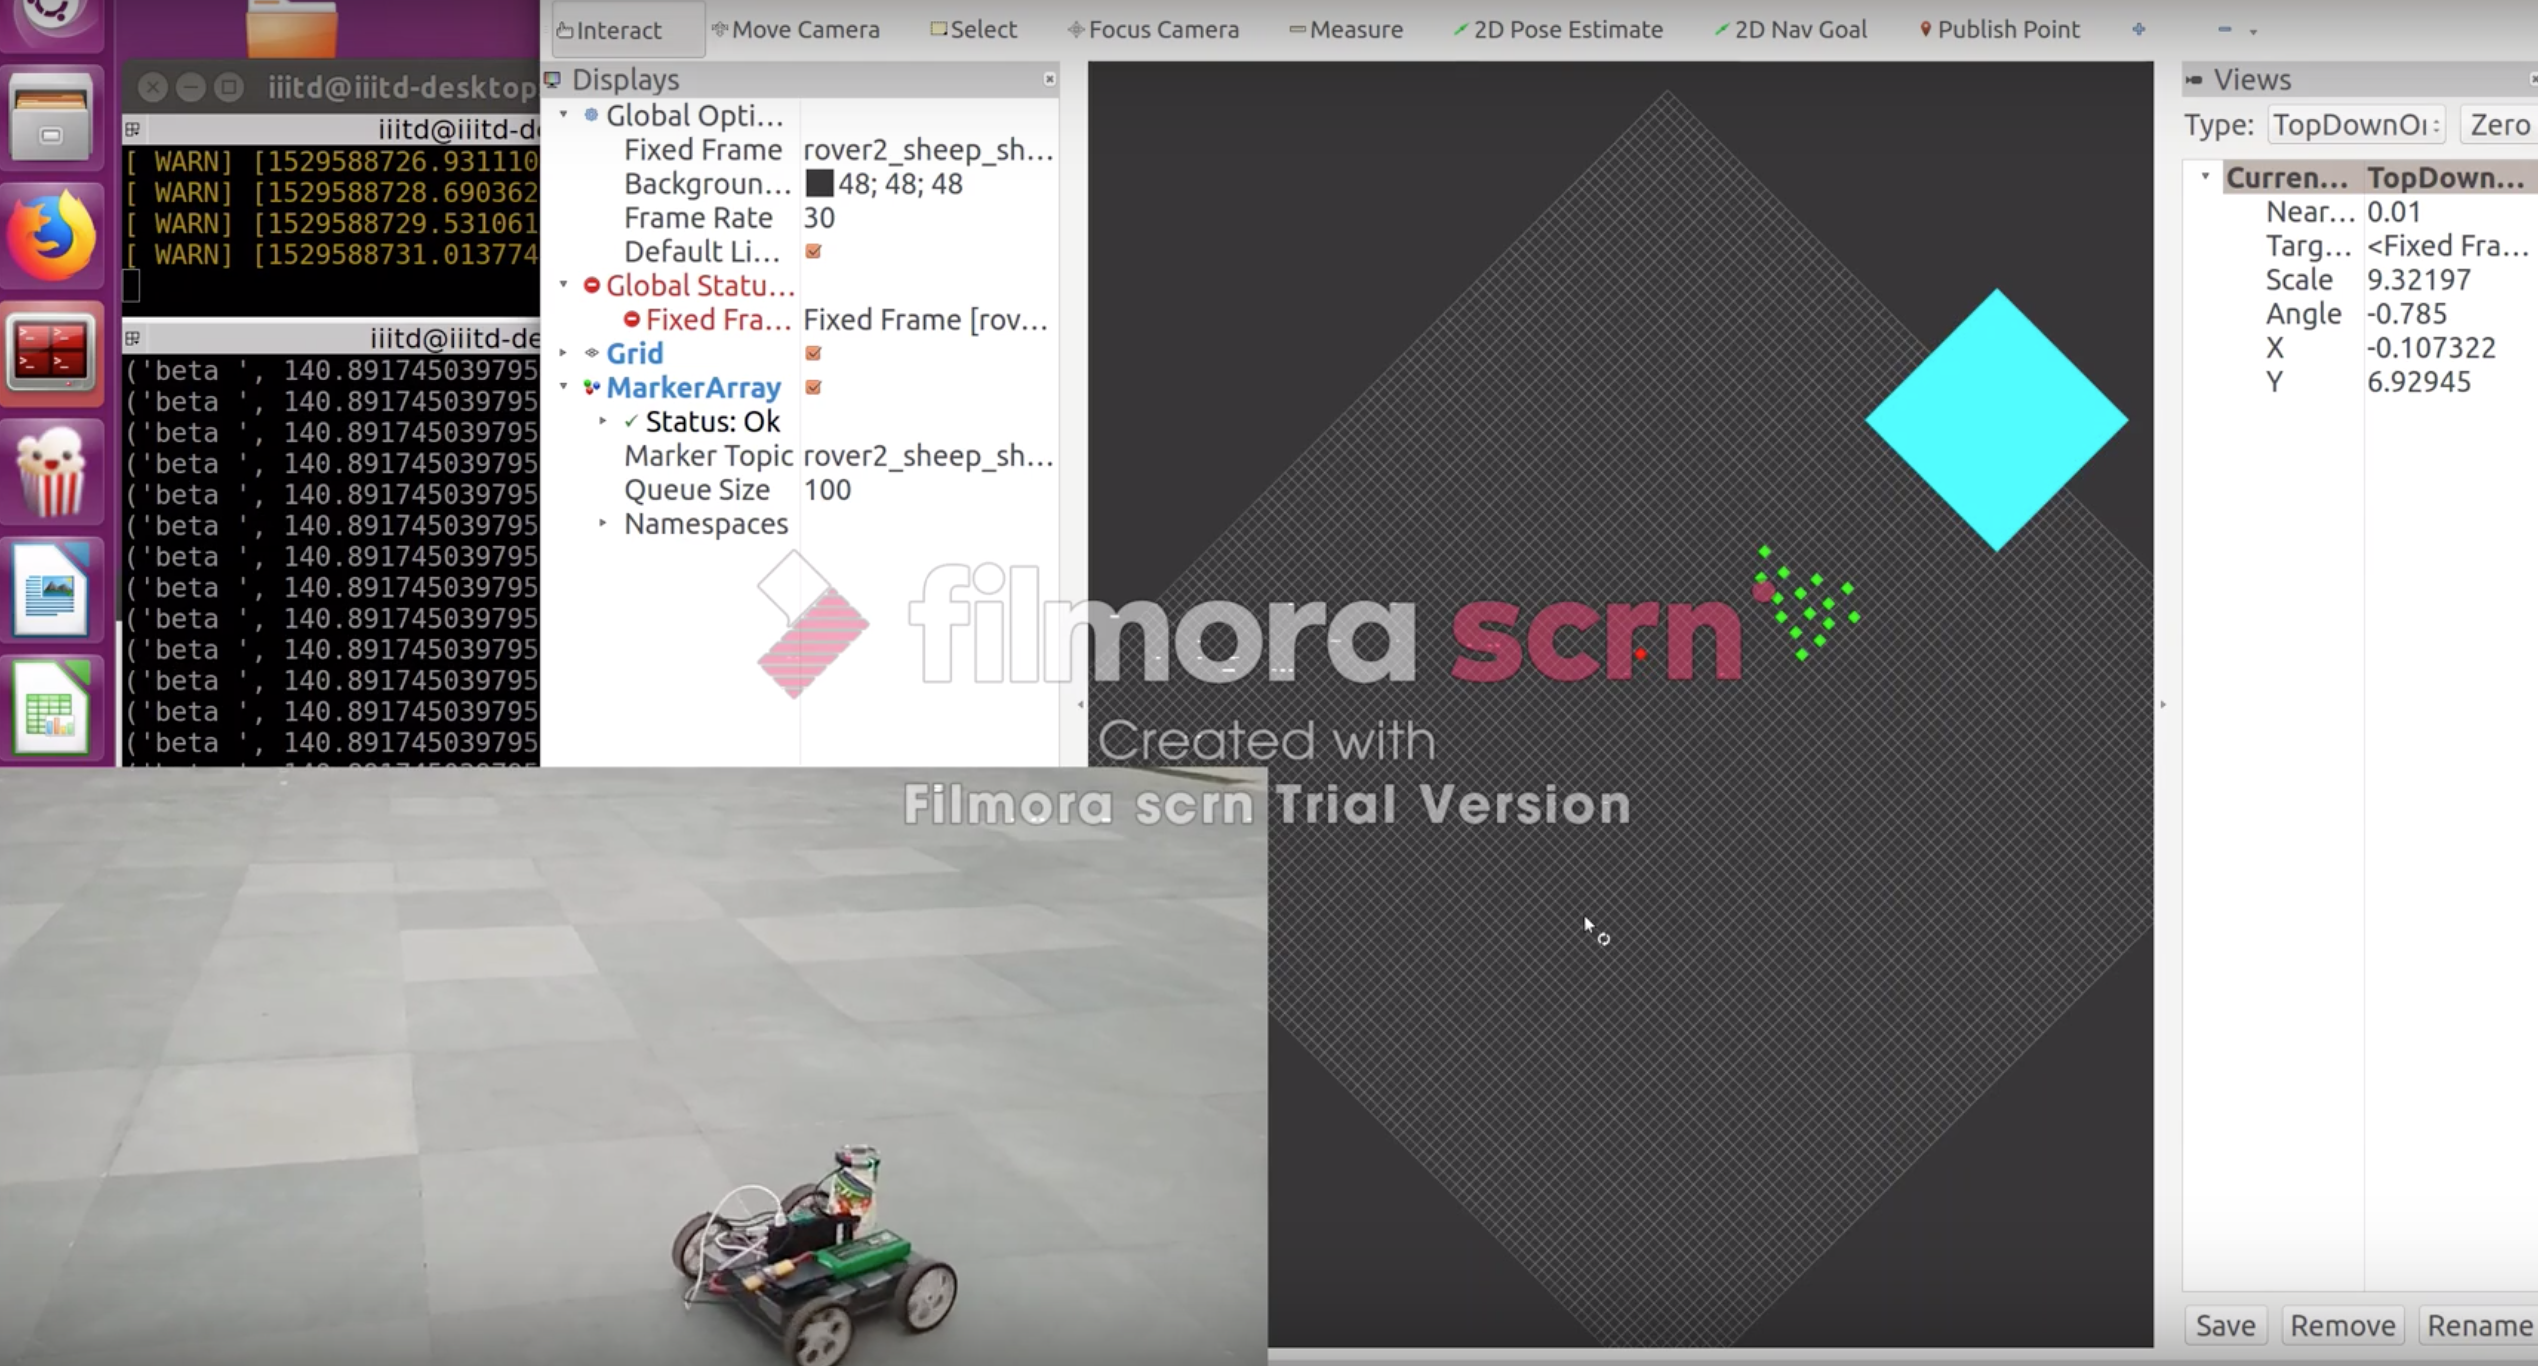 Interact
Move Camera
Select
Focus Camera
Measure
2D Pose Estimate
2D Nav Goal
Publish Point
iiitd@iiitd-desktop
iiitd@iiitd-de
[ WARN] [1529588726.931110
[ WARN] [1529588728.690362
[ WARN] [1529588729.531061
[ WARN] [1529588731.013774
iiitd@iiitd-de
('beta ', 140.891745039795
('beta ', 140.891745039795
('beta ', 140.891745039795
('beta ', 140.891745039795
('beta ', 140.891745039795
('beta ', 140.891745039795
('beta ', 140.891745039795
('beta ', 140.891745039795
('beta ', 140.891745039795
('beta ', 140.891745039795
('beta ', 140.891745039795
('beta ', 140.891745039795
('beta ', 140.891745039795
Displays
Global Opti...
Fixed Frame rover2_sheep_sh...
Backgroun... 48; 48; 48
Frame Rate 30
Default Li...
Global Statu...
Fixed Fra... Fixed Frame [rov...
Grid
MarkerArray
Status: Ok
Marker Topic rover2_sheep_sh...
Queue Size 100
Namespaces
filmora scrn
Created with
Filmora scrn Trial Version
Views
Type: TopDownOr Zero
Curren... TopDown...
Near... 0.01
Targ... <Fixed Fra...
Scale 9.32197
Angle -0.785
X -0.107322
Y 6.92945
Save
Remove
Rename